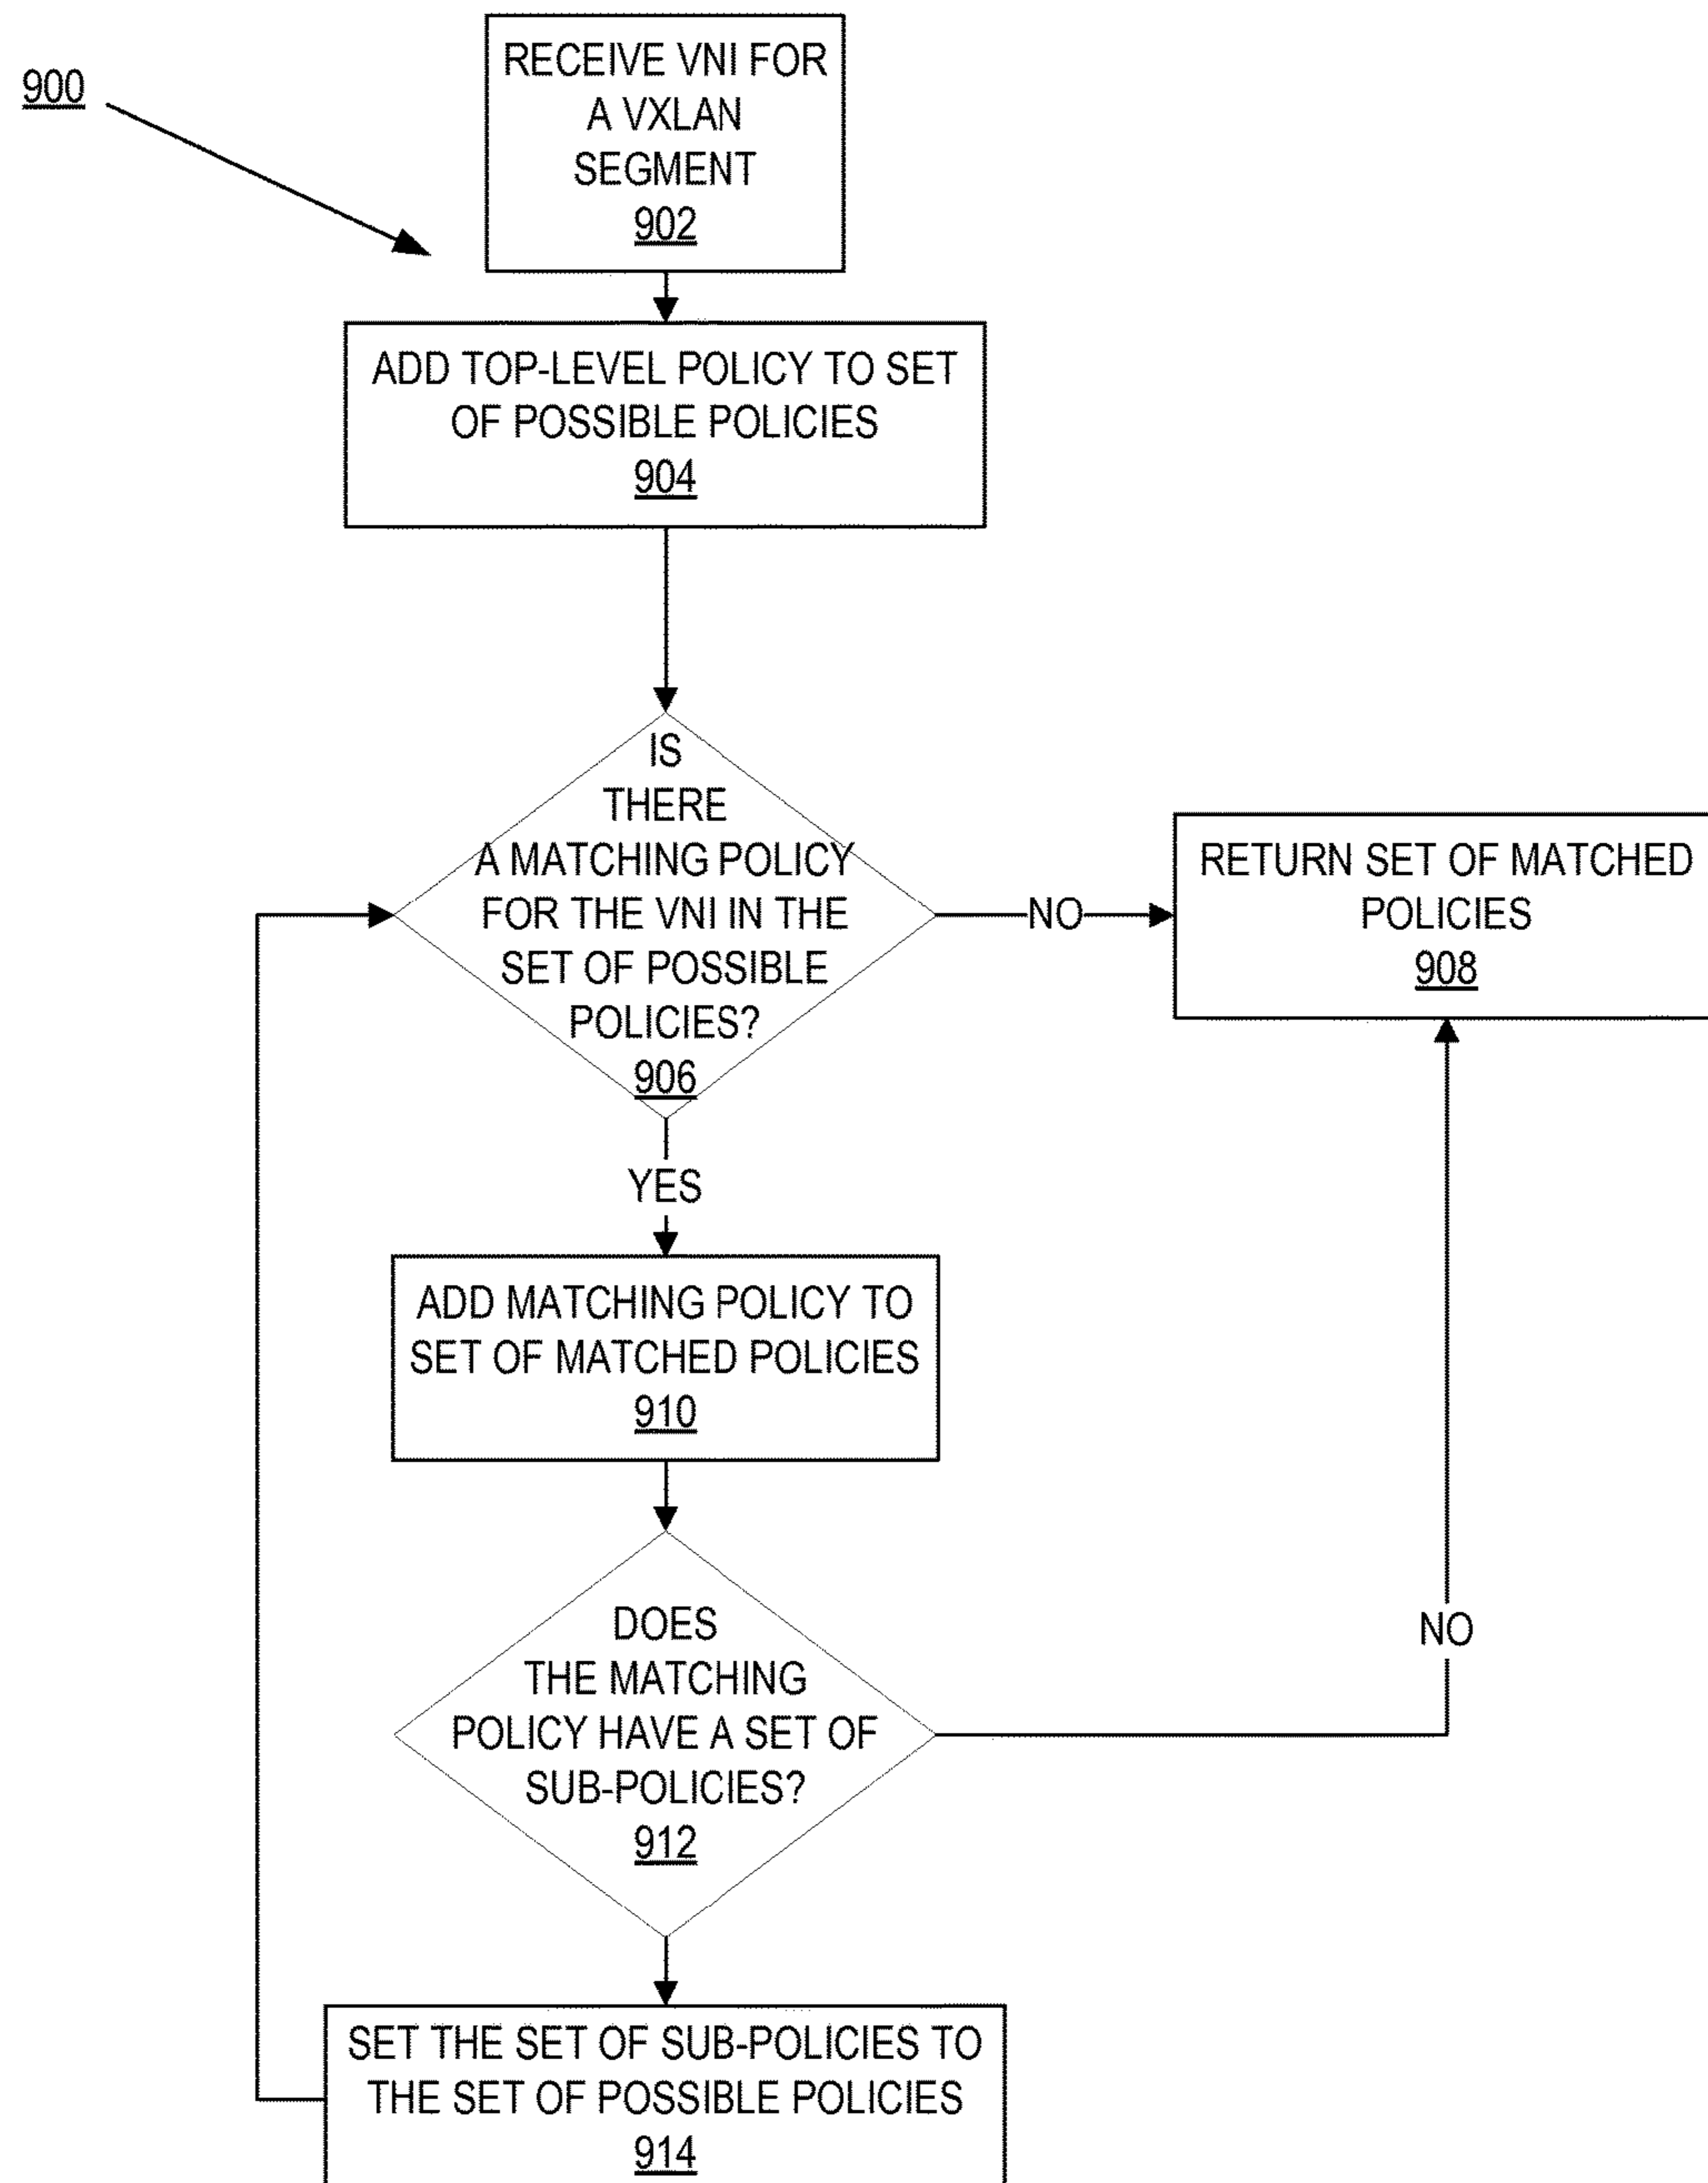 900
RECEIVE VNI FOR
A VXLAN
SEGMENT
902
ADD TOP-LEVEL POLICY TO SET
OF POSSIBLE POLICIES
904
IS
THERE
A MATCHING POLICY
FOR THE VNI IN THE
SET OF POSSIBLE
POLICIES?
906
NO
RETURN SET OF MATCHED
POLICIES
908
YES
ADD MATCHING POLICY TO
SET OF MATCHED POLICIES
910
DOES
THE MATCHING
POLICY HAVE A SET OF
SUB-POLICIES?
912
NO
SET THE SET OF SUB-POLICIES TO
THE SET OF POSSIBLE POLICIES
914